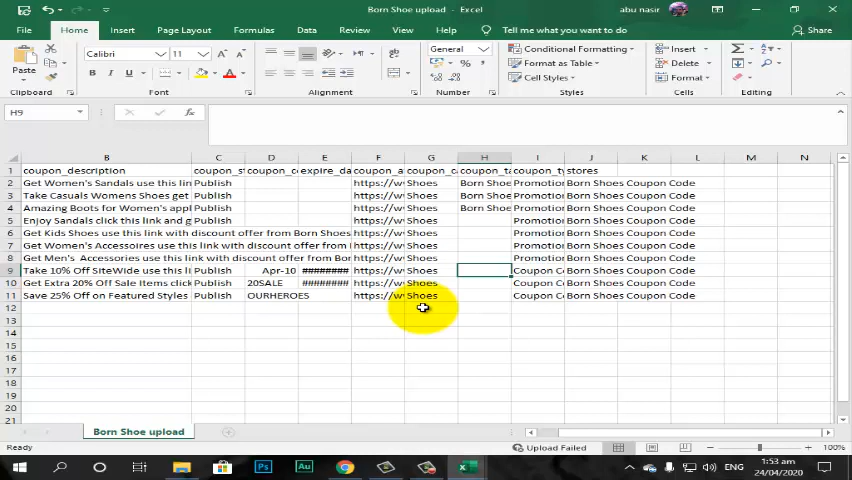 Born Shoe upload - Excel
abu nasir
File Home Insert Page Layout Formulas Data Review View Tell me what you want to do Share
Paste
Calibri 11
B I U
General
Conditional Formatting
Format as Table
Cell Styles
Insert
Delete
Format
Clipboard Font Alignment Number Styles Cells Editing
H9
fx
B C D E F G H I J K L M N
1 coupon_description coupon_st coupon_co expire_da coupon_a coupon_ca coupon_ta coupon_ty stores
2 Get Women's Sandals use this lin Publish https://w Shoes Born Shoe Promotion Born Shoes Coupon Code
3 Take Casuals Womens Shoes get Publish https://w Shoes Born Shoe Promotion Born Shoes Coupon Code
4 Amazing Boots for Women's appl Publish https://w Shoes Born Shoe Promotion Born Shoes Coupon Code
5 Enjoy Sandals click this link and g Publish https://w Shoes Promotion Born Shoes Coupon Code
6 Get Kids Shoes use this link with discount offer from Born Shoes https://w Shoes Promotion Born Shoes Coupon Code
7 Get Women's Accessoires use this link with discount offer from https://w Shoes Promotion Born Shoes Coupon Code
8 Get Men's Accessories use this link with discount offer from Bor https://w Shoes Promotion Born Shoes Coupon Code
9 Take 10% Off SiteWide use this li Publish Apr-10 ######## https://w Shoes Coupon Co Born Shoes Coupon Code
10 Get Extra 20% Off Sale Items click Publish 20SALE ######## https://w Shoes Coupon Co Born Shoes Coupon Code
11 Save 25% Off on Featured Styles Publish OURHEROES https://w Shoes Coupon Co Born Shoes Coupon Code
12
13
14
15
16
17
18
19
20
21
Born Shoe upload
Ready Upload Failed 100%
Ps Au ENG 1:53 am
24/04/2020